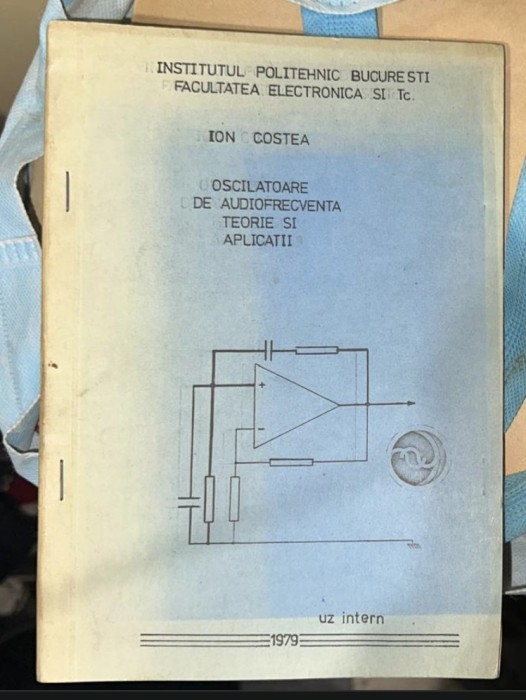 INSTITUTUL POLITEHNIC BUCURESTI
FACULTATEA ELECTRONICA SI Tc.
ION COSTEA
OSCILATOARE
DE AUDIOFRECVENTA
TEORIE SI
APLICATII
+
-
uz intern
1979